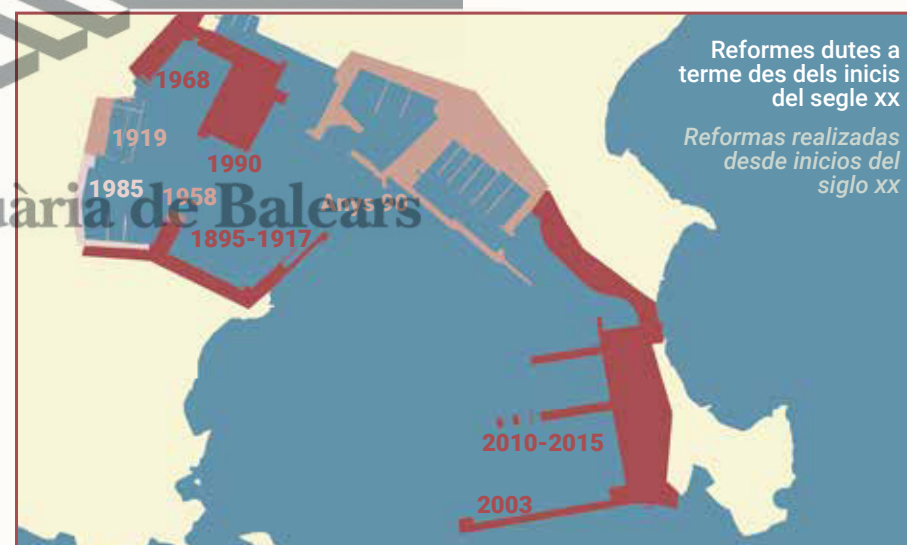 Reformes dutes a
terme des dels inicis
del segle XX
Reformas realizadas
desde inicios del
siglo XX
1968
1919
1990
1985
1958
Anys 90
uària de Balears
1895-1917
2010-2015
2003